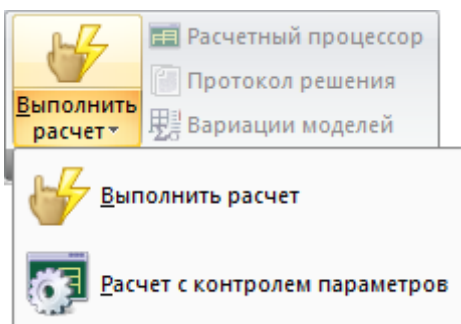 Расчетный процессор
Протокол решения
Вариации моделей
Выполнить
расчет
Выполнить расчет
Расчет с контролем параметров